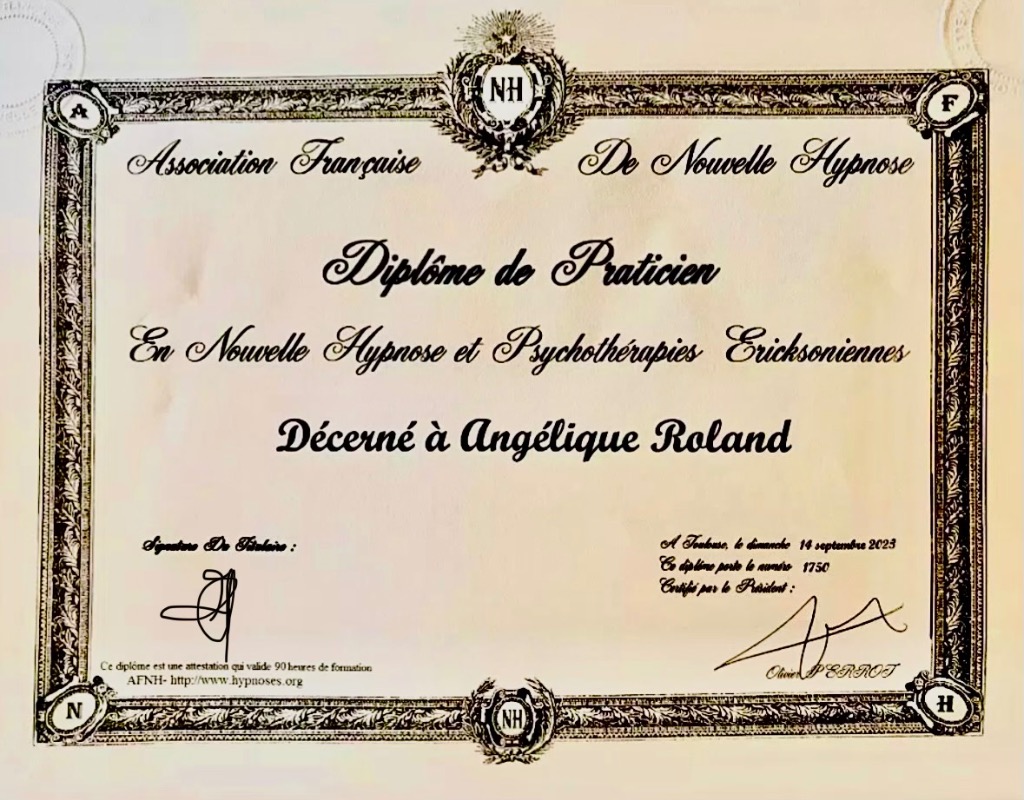 NH
A
F
Association Française De Nouvelle Hypnose
Diplôme de Praticien
En Nouvelle Hypnose et Psychothérapies Ericksoniennes
Décerné à Angélique Roland
Signature Du Titulaire :
A Toulouse, le dimanche 14 septembre 2025
Ce diplôme porte le numéro 1750
Certifié par le Président :
Ce diplôme est une attestation qui valide 90 heures de formation
AFNH- http://www.hypnoses.org
Olivier PERROT
N
NH
H